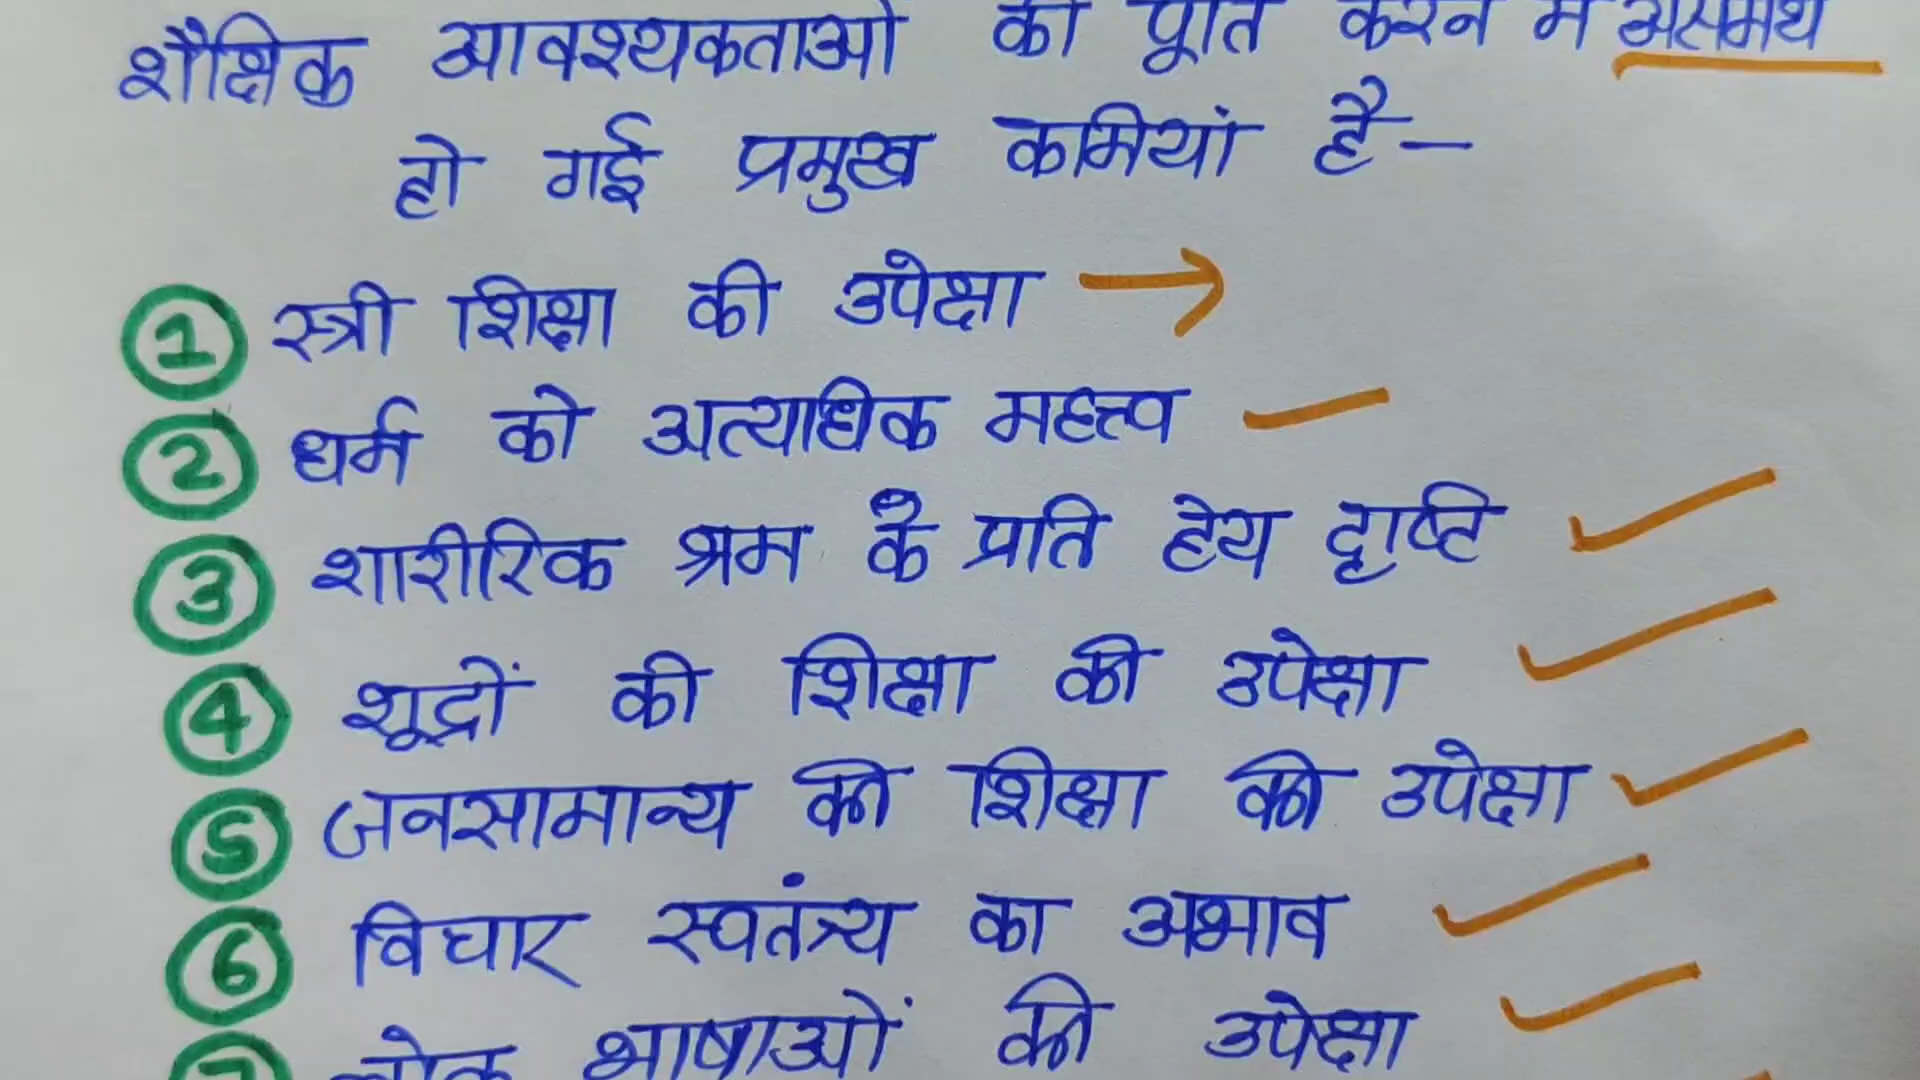 शैक्षिक आवश्यकताओं की पूर्ति करने में असमर्थ
हो गई प्रमुख कमियां है-
1 स्त्री शिक्षा की उपेक्षा →
2 धर्म को अत्याधिक महत्त्व
3 शारीरिक श्रम के प्रति हेय दृष्टि
4 शूद्रों की शिक्षा की उपेक्षा
5 जनसामान्य की शिक्षा की उपेक्षा
6 विचार स्वतंत्र्य का अभाव
7 लोक भाषाओं की उपेक्षा